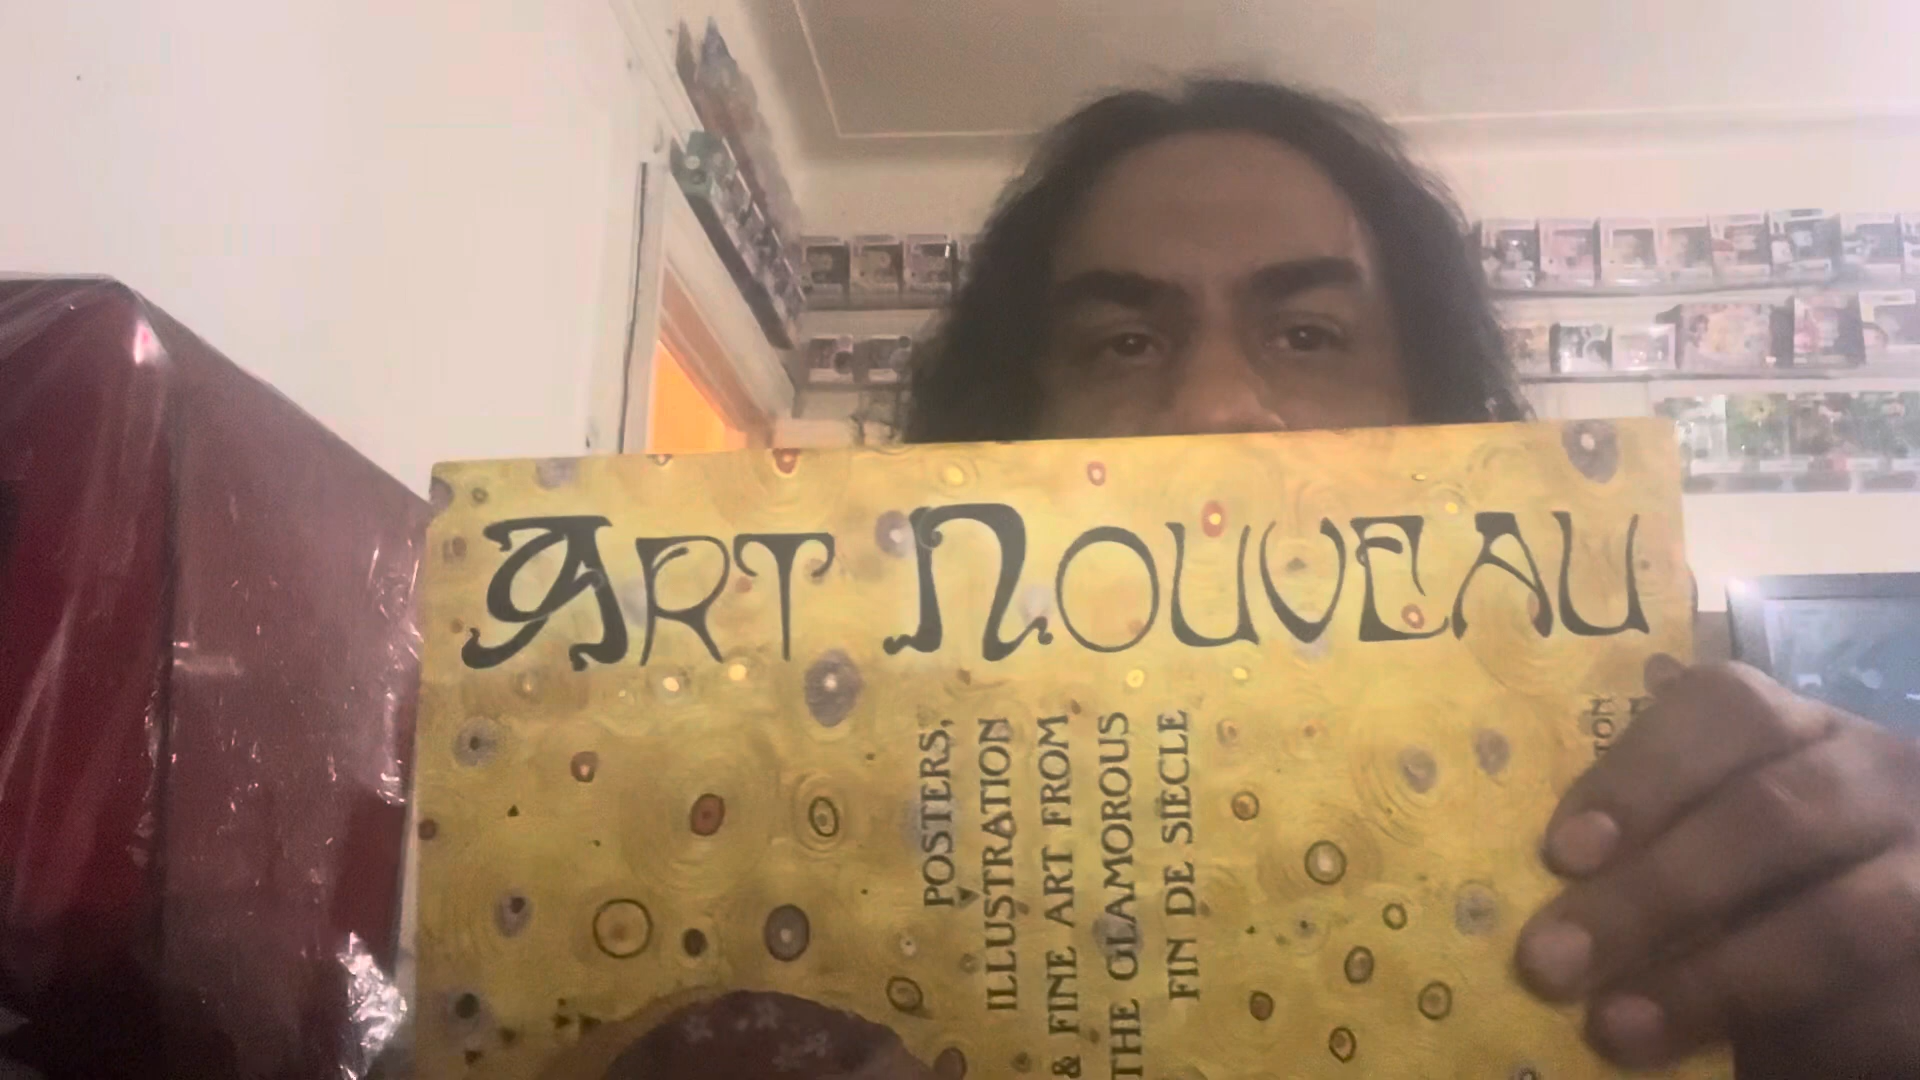 ART NOUVEAU
POSTERS,
ILLUSTRATION
& FINE ART FROM
THE GLAMOROUS
FIN DE SIECLE